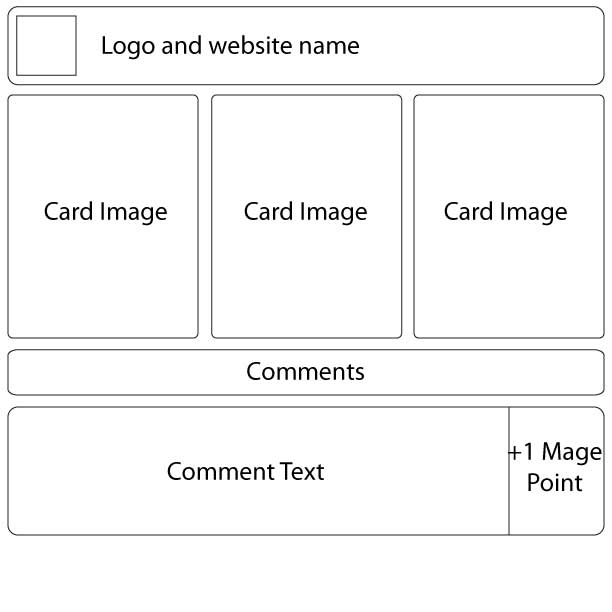 Logo and website name
Card Image
Card Image
Card Image
Comments
Comment Text
+1 Mage
Point